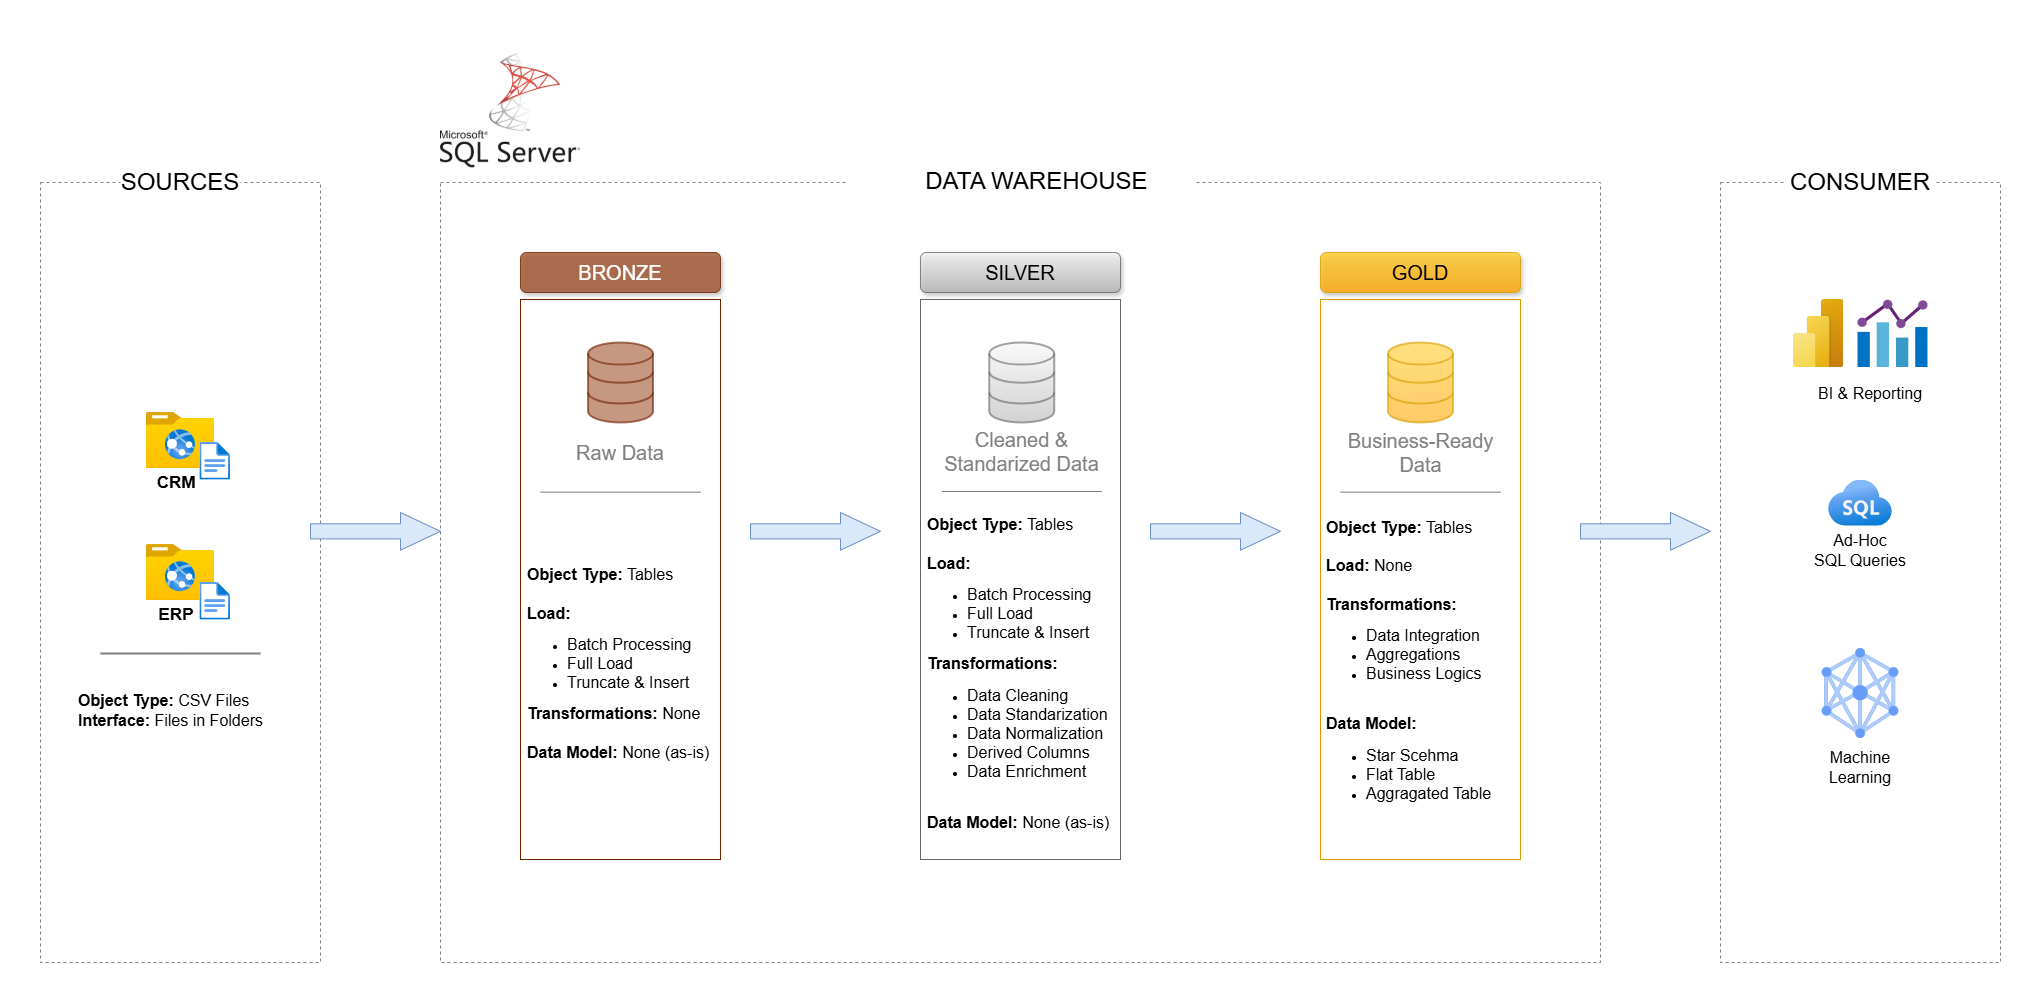 Microsoft®
SQL Server
SOURCES
CRM
ERP
Object Type: CSV Files
Interface: Files in Folders
DATA WAREHOUSE
BRONZE
Raw Data
Object Type: Tables
Load:
Batch Processing
Full Load
Truncate & Insert
Transformations: None
Data Model: None (as-is)
SILVER
Cleaned &
Standarized Data
Object Type: Tables
Load:
Batch Processing
Full Load
Truncate & Insert
Transformations:
Data Cleaning
Data Standarization
Data Normalization
Derived Columns
Data Enrichment
Data Model: None (as-is)
GOLD
Business-Ready
Data
Object Type: Tables
Load: None
Transformations:
Data Integration
Aggregations
Business Logics
Data Model:
Star Scehma
Flat Table
Aggragated Table
CONSUMER
BI & Reporting
SQL
Ad-Hoc
SQL Queries
Machine
Learning